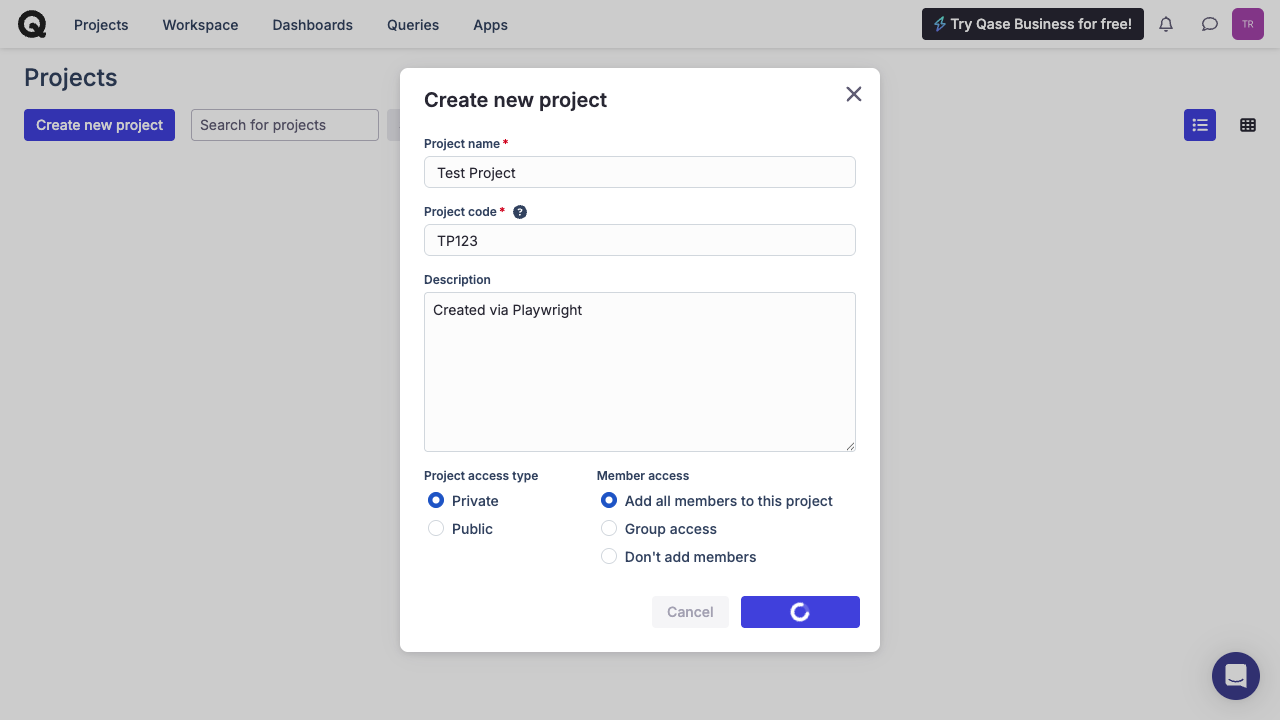 Projects Workspace Dashboards Queries Apps
Try Qase Business for free!
TR
Projects
Create new project
Search for projects
Create new project
Project name *
Test Project
Project code * ?
TP123
Description
Created via Playwright
Project access type
Private
Public
Member access
Add all members to this project
Group access
Don't add members
Cancel